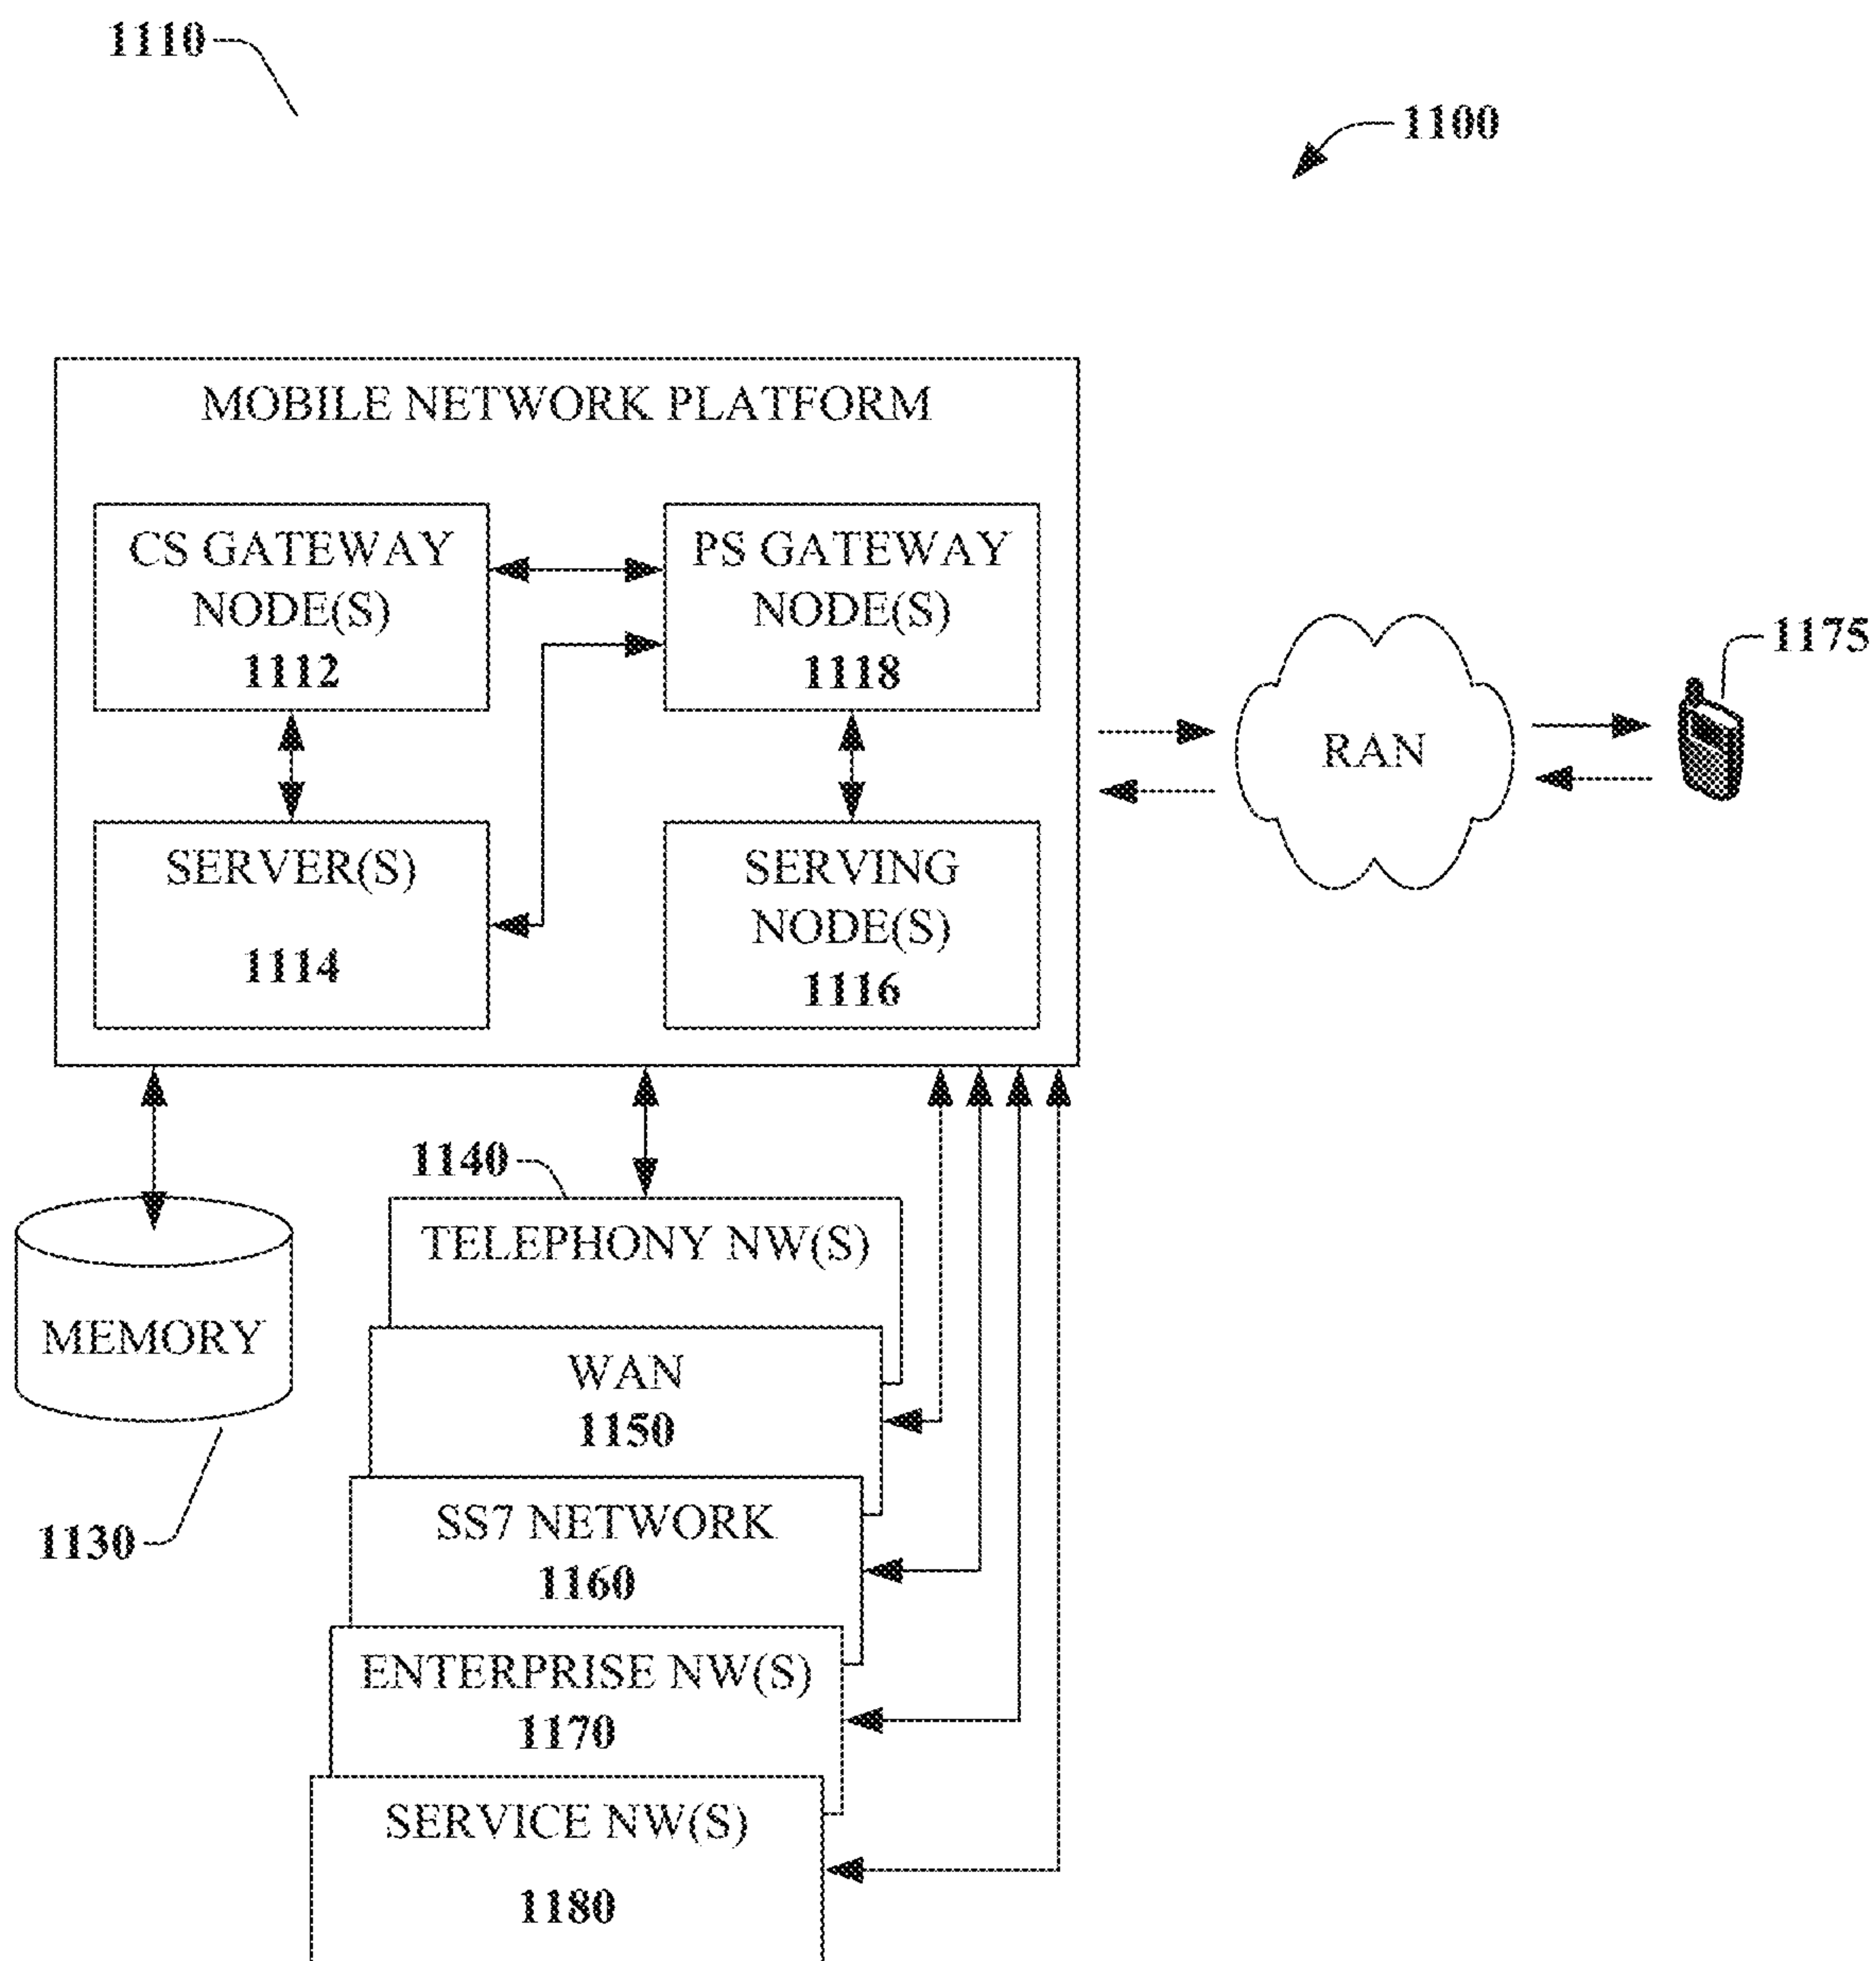 1110
1100
MOBILE NETWORK PLATFORM
CS GATEWAY
NODE(S)
1112
PS GATEWAY
NODE(S)
1118
SERVER(S)
1114
SERVING
NODE(S)
1116
RAN
1175
1140
TELEPHONY NW(S)
MEMORY
1130
WAN
1150
SS7 NETWORK
1160
ENTERPRISE NW(S)
1170
SERVICE NW(S)
1180